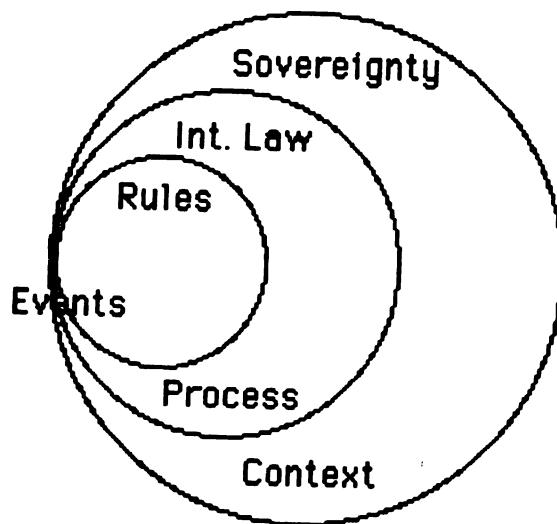 Sovereignty
Int. Law
Rules
Events
Process
Context